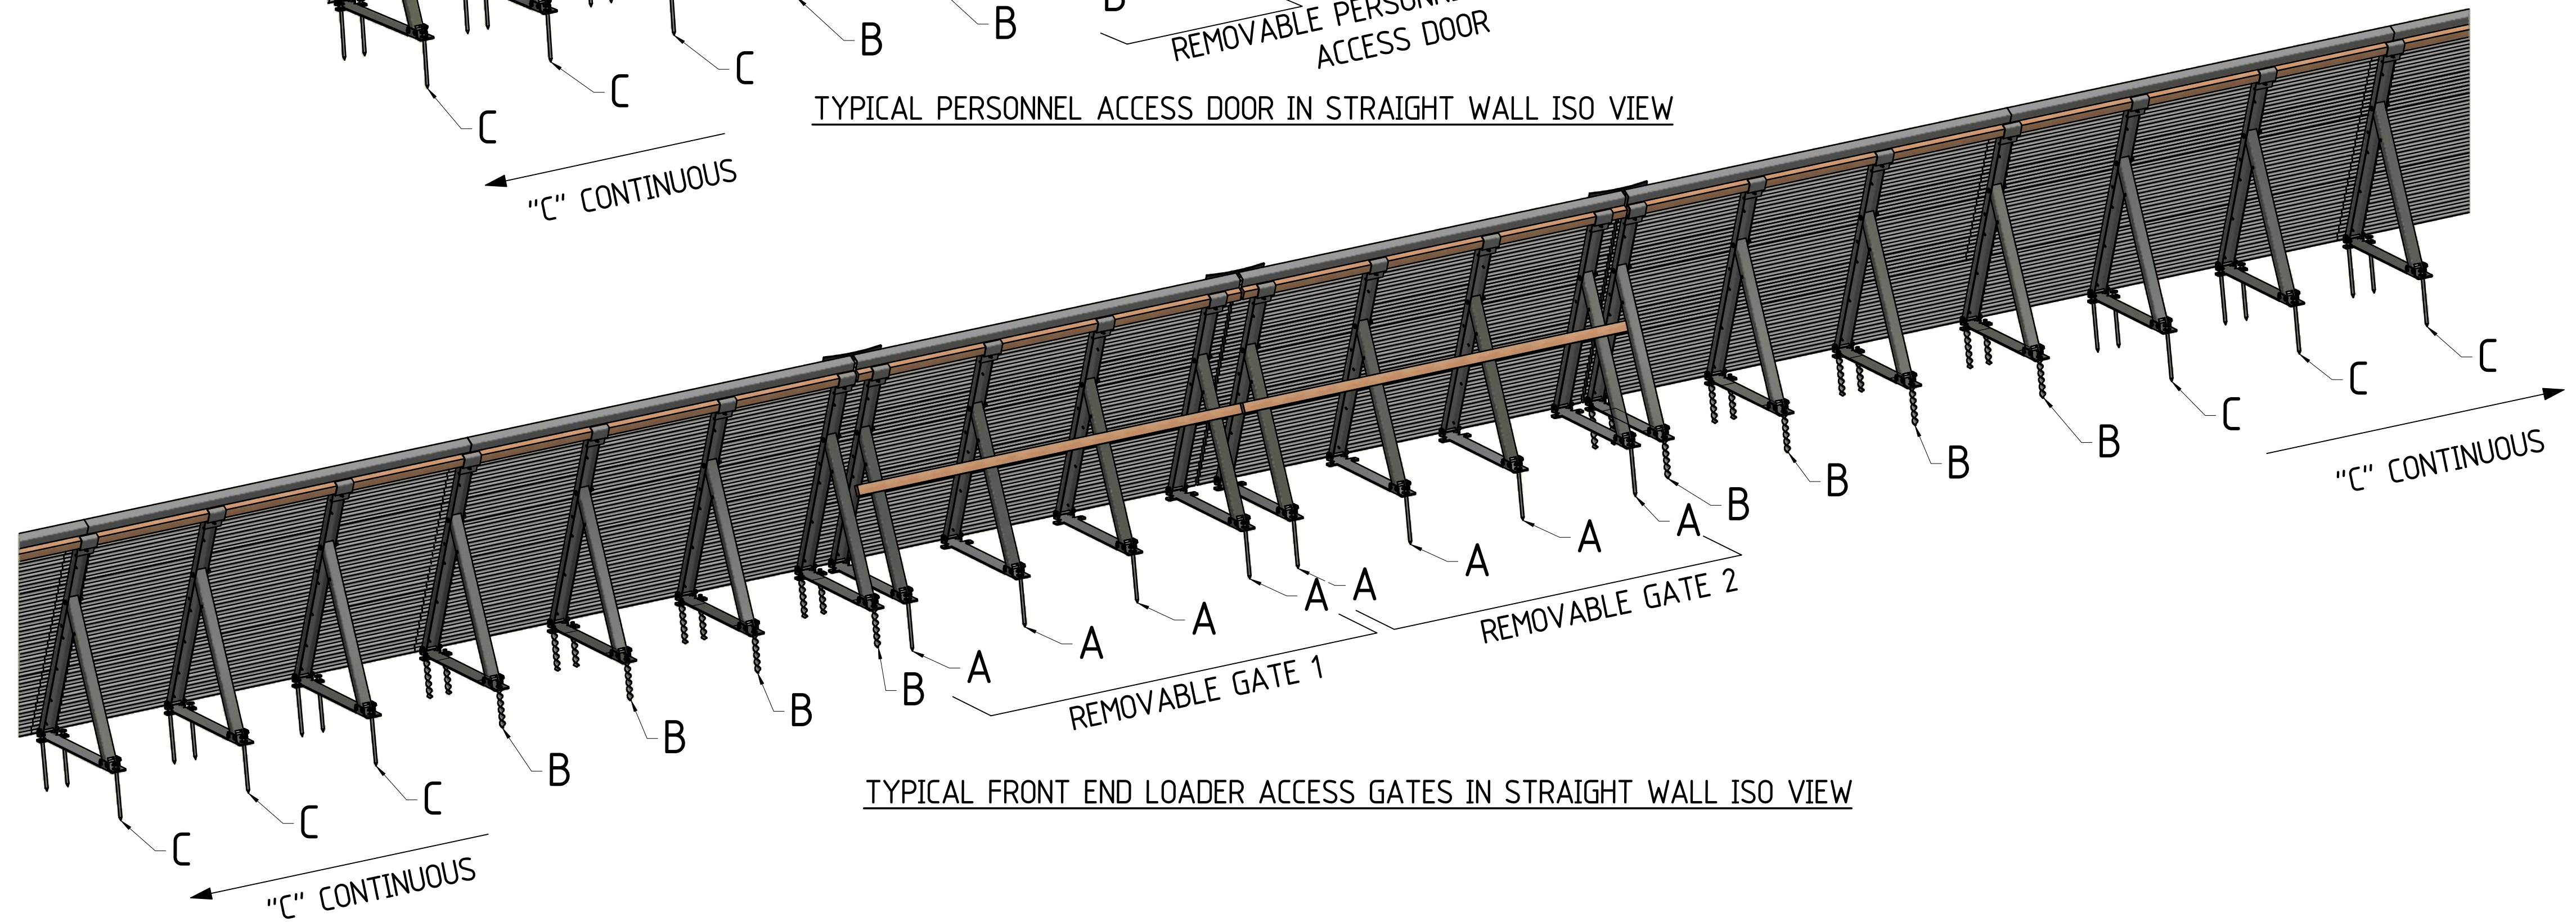 B
B
B
REMOVABLE PERSONNEL
ACCESS DOOR
C
C
C
TYPICAL PERSONNEL ACCESS DOOR IN STRAIGHT WALL ISO VIEW
"C" CONTINUOUS
C
C
C
B
B
B
B
A
A
A
A
A
A
A
A
B
B
B
B
C
C
C
"C" CONTINUOUS
REMOVABLE GATE 1
REMOVABLE GATE 2
TYPICAL FRONT END LOADER ACCESS GATES IN STRAIGHT WALL ISO VIEW
"C" CONTINUOUS